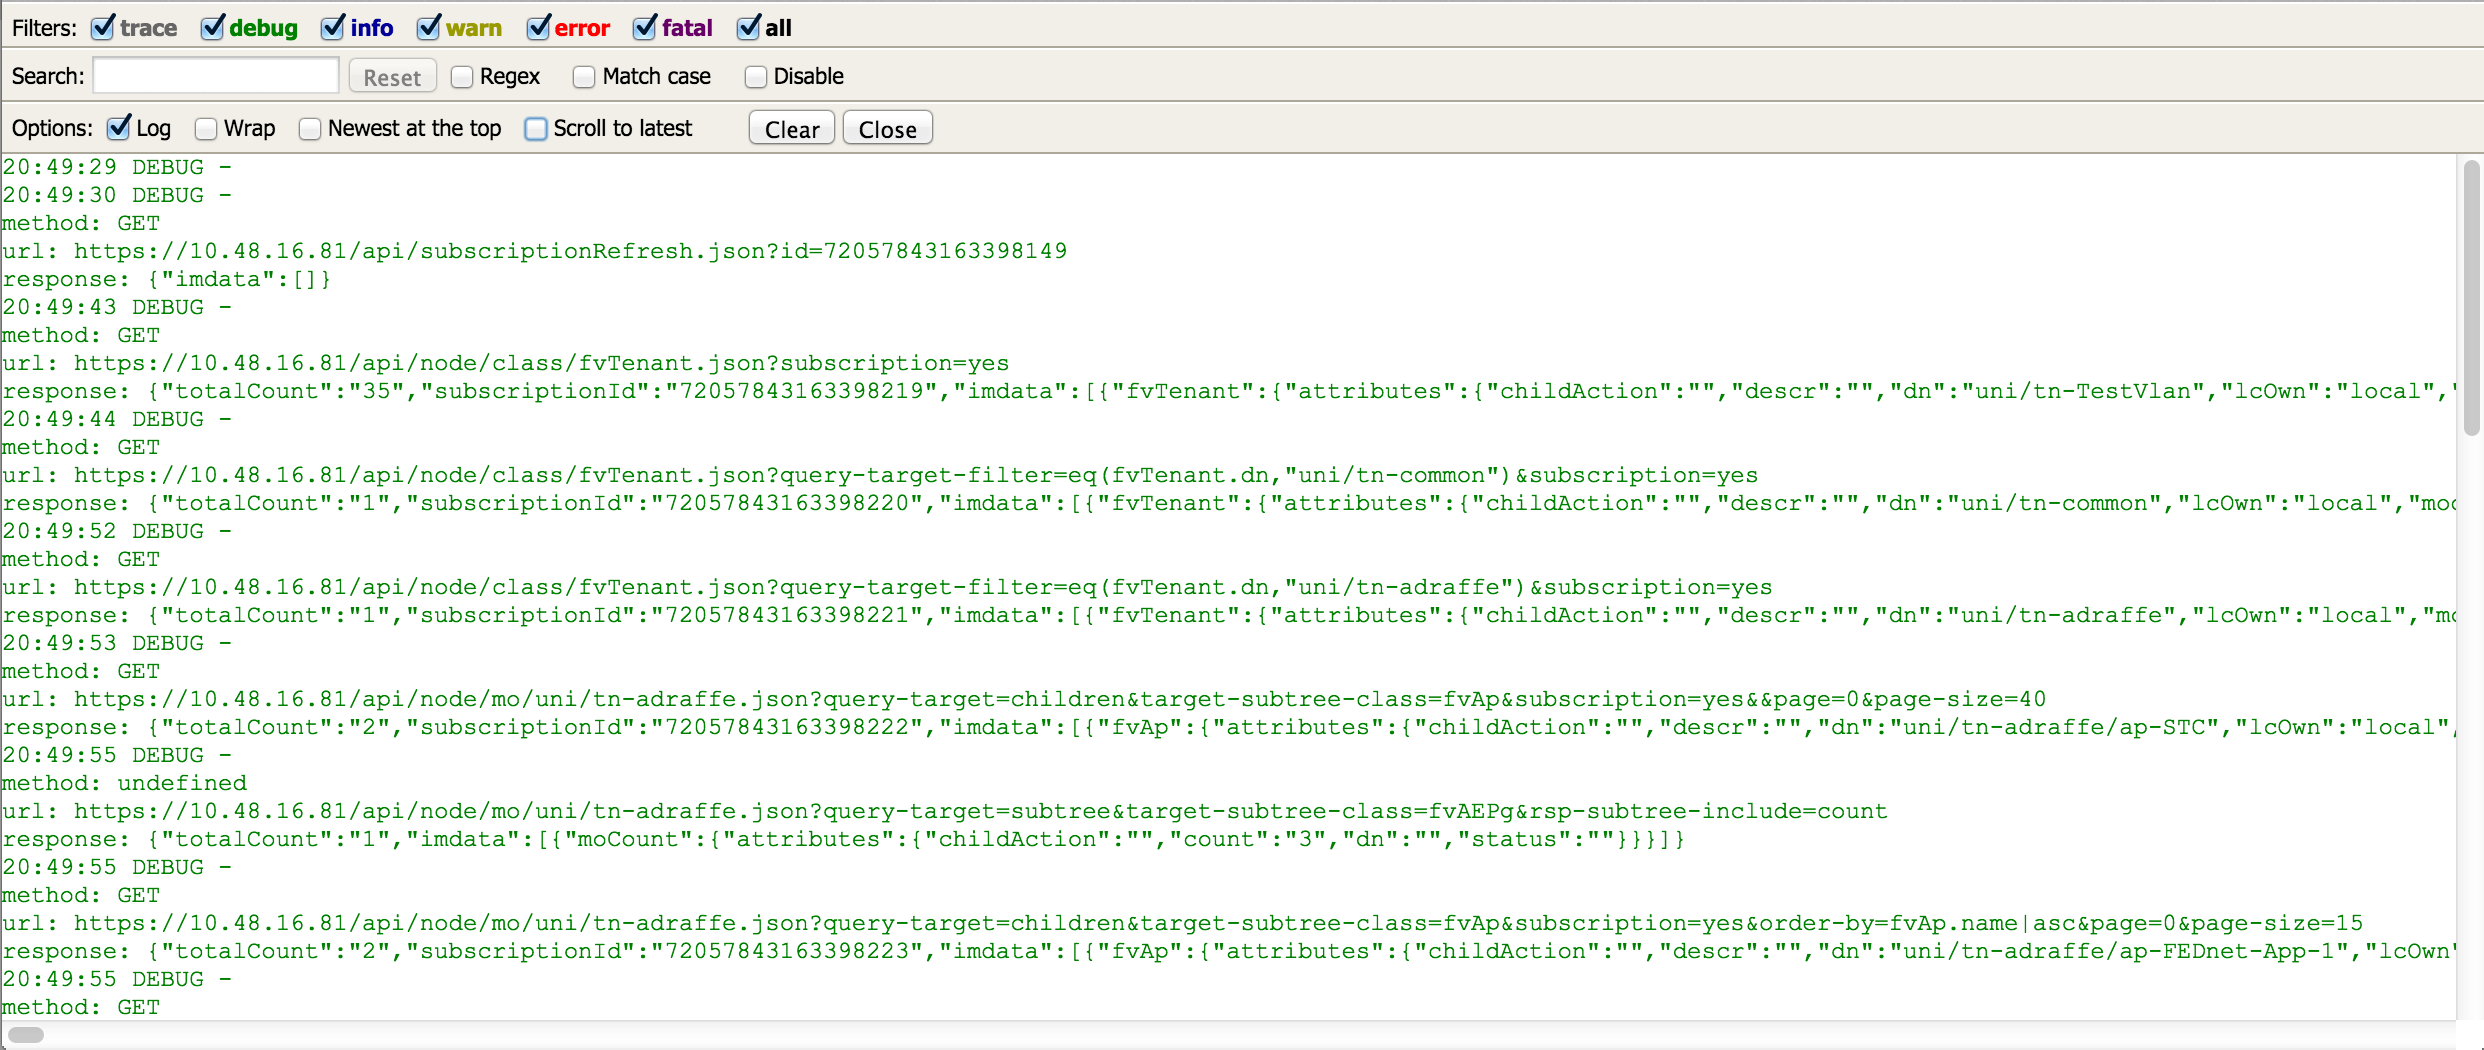 Filters: trace debug info warn error fatal all
Search: Reset Regex Match case Disable
Options: Log Wrap Newest at the top Scroll to latest Clear Close
20:49:29 DEBUG -
20:49:30 DEBUG -
method: GET
url: https://10.48.16.81/api/subscriptionRefresh.json?id=72057843163398149
response: {"imdata":[]}
20:49:43 DEBUG -
method: GET
url: https://10.48.16.81/api/node/class/fvTenant.json?subscription=yes
response: {"totalCount":"35","subscriptionId":"72057843163398219","imdata":[{"fvTenant":{"attributes":{"childAction":"","descr":"","dn":"uni/tn-TestVlan","lcOwn":"local","
20:49:44 DEBUG -
method: GET
url: https://10.48.16.81/api/node/class/fvTenant.json?query-target-filter=eq(fvTenant.dn,"uni/tn-common")&subscription=yes
response: {"totalCount":"1","subscriptionId":"72057843163398220","imdata":[{"fvTenant":{"attributes":{"childAction":"","descr":"","dn":"uni/tn-common","lcOwn":"local","mod
20:49:52 DEBUG -
method: GET
url: https://10.48.16.81/api/node/class/fvTenant.json?query-target-filter=eq(fvTenant.dn,"uni/tn-adraffe")&subscription=yes
response: {"totalCount":"1","subscriptionId":"72057843163398221","imdata":[{"fvTenant":{"attributes":{"childAction":"","descr":"","dn":"uni/tn-adraffe","lcOwn":"local","mo
20:49:53 DEBUG -
method: GET
url: https://10.48.16.81/api/node/mo/uni/tn-adraffe.json?query-target=children&target-subtree-class=fvAp&subscription=yes&&page=0&page-size=40
response: {"totalCount":"2","subscriptionId":"72057843163398222","imdata":[{"fvAp":{"attributes":{"childAction":"","descr":"","dn":"uni/tn-adraffe/ap-STC","lcOwn":"local",
20:49:55 DEBUG -
method: undefined
url: https://10.48.16.81/api/node/mo/uni/tn-adraffe.json?query-target=subtree&target-subtree-class=fvAEPg&rsp-subtree-include=count
response: {"totalCount":"1","imdata":[{"moCount":{"attributes":{"childAction":"","count":"3","dn":"","status":""}}}]}
20:49:55 DEBUG -
method: GET
url: https://10.48.16.81/api/node/mo/uni/tn-adraffe.json?query-target=children&target-subtree-class=fvAp&subscription=yes&order-by=fvAp.name|asc&page=0&page-size=15
response: {"totalCount":"2","subscriptionId":"72057843163398223","imdata":[{"fvAp":{"attributes":{"childAction":"","descr":"","dn":"uni/tn-adraffe/ap-FEDnet-App-1","lcOwn"
20:49:55 DEBUG -
method: GET